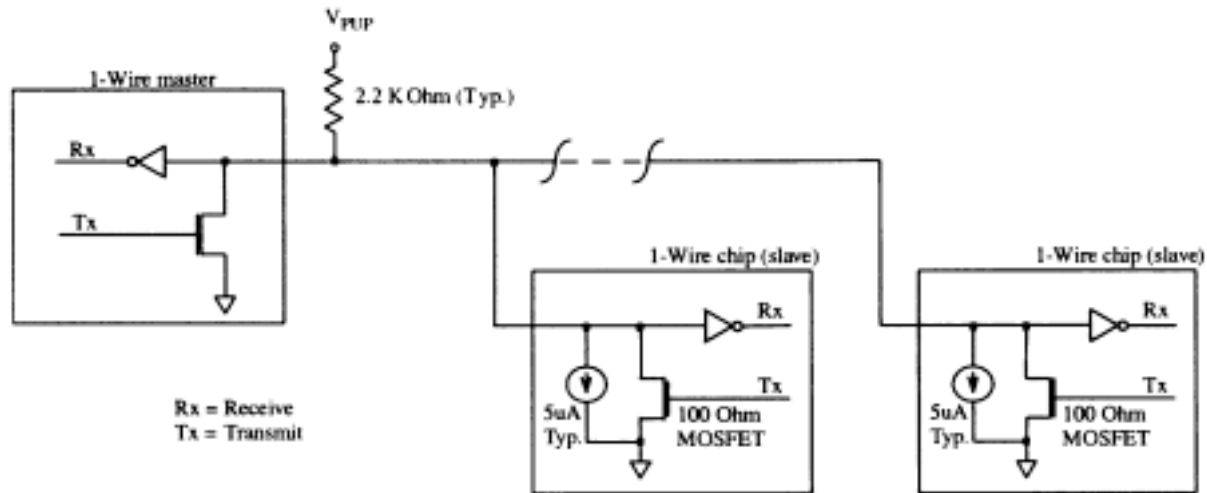 V_PUP
1-Wire master
2.2 K Ohm (Typ.)
Rx
Tx
1-Wire chip (slave)
1-Wire chip (slave)
Rx
Rx
Tx
Tx
Rx = Receive
Tx = Transmit
5uA
Typ.
100 Ohm
MOSFET
5uA
Typ.
100 Ohm
MOSFET